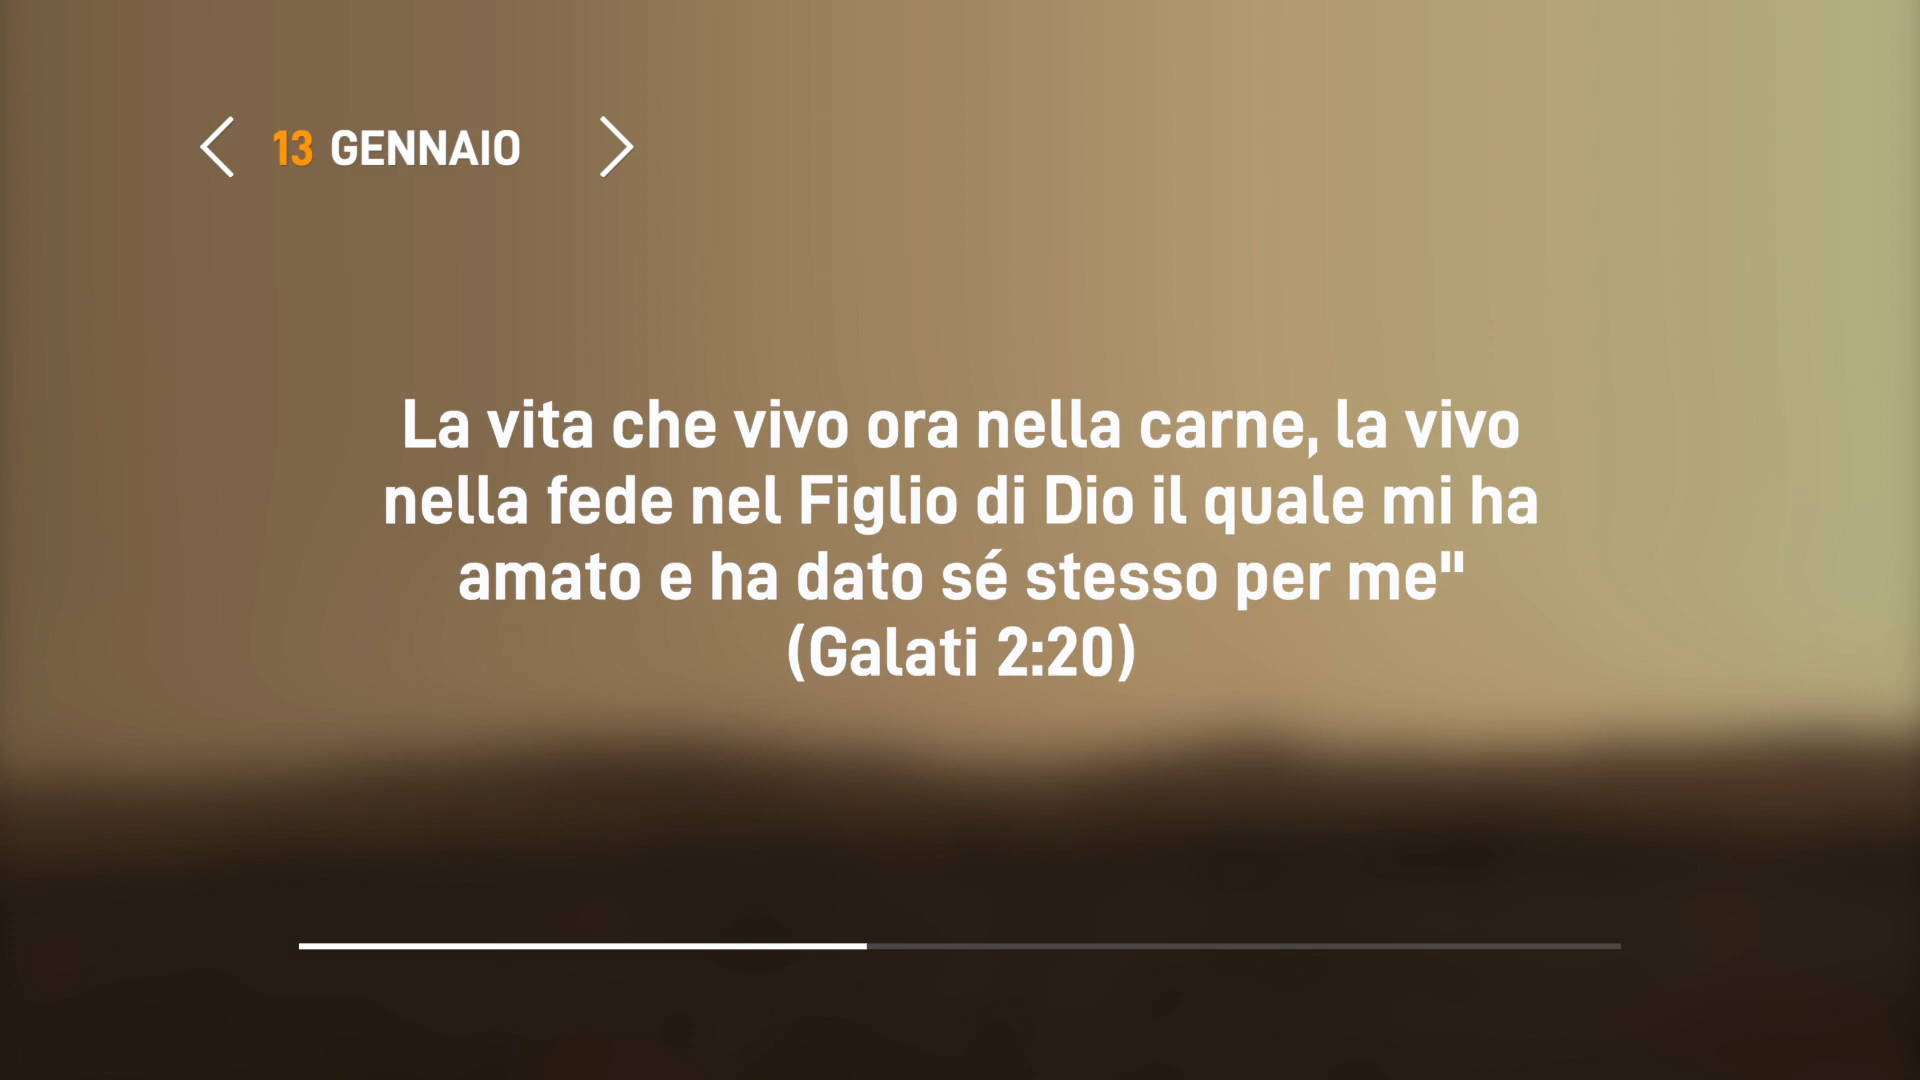 13 GENNAIO
La vita che vivo ora nella carne, la vivo
nella fede nel Figlio di Dio il quale mi ha
amato e ha dato sé stesso per me"
(Galati 2:20)